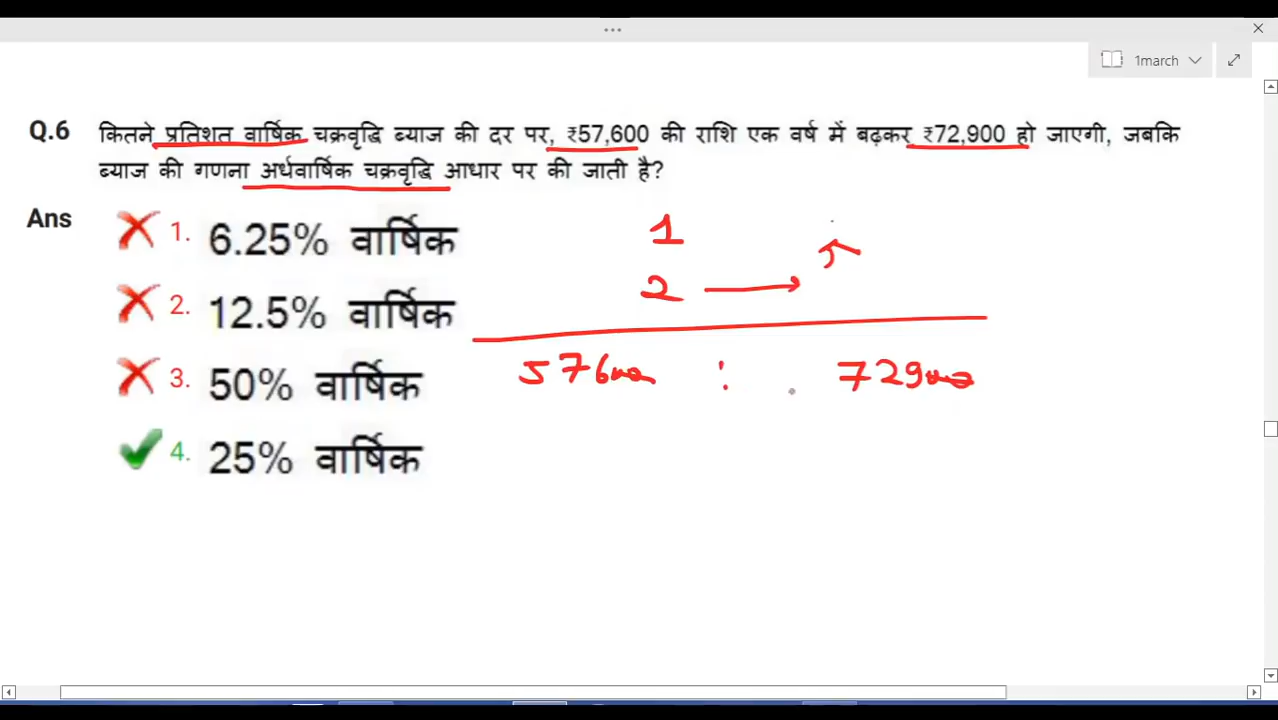 1march
Q.6 कितने प्रतिशत वार्षिक चक्रवृद्धि ब्याज की दर पर, ₹57,600 की राशि एक वर्ष में बढ़कर ₹72,900 हो जाएगी, जबकि
ब्याज की गणना अर्धवार्षिक चक्रवृद्धि आधार पर की जाती है?
Ans
1. 6.25% वार्षिक
2. 12.5% वार्षिक
3. 50% वार्षिक
4. 25% वार्षिक
1
2
576 : 729